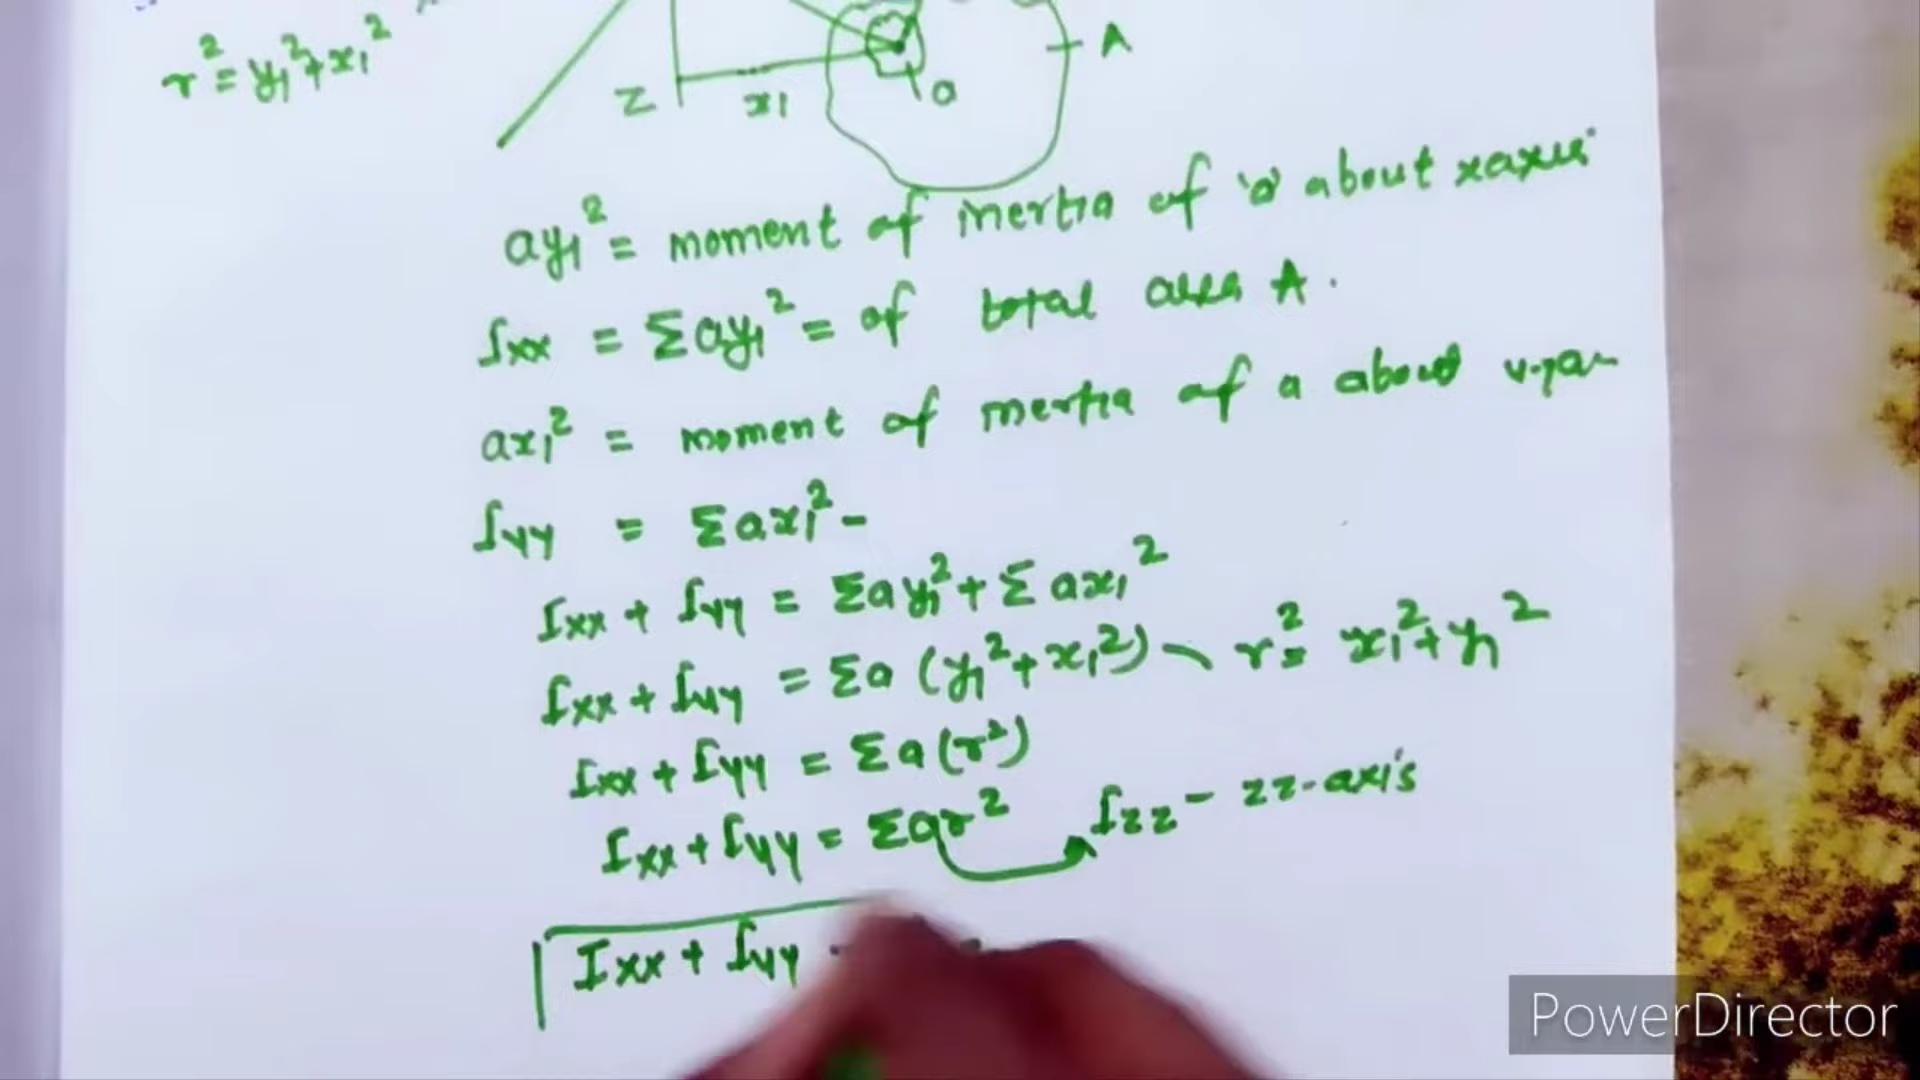 r² = y₁² + x₁²
A
Z
x1
a
ay₁² = moment of inertia of 'a' about x axis
Ixx = Σay₁² = of total area A.
ax₁² = moment of inertia of a about
Iyy = Σax₁² -
Ixx + Iyy = Σay₁² + Σax₁²
Ixx + Iyy = Σa (y₁² + x₁²) - r² = x₁² + y₁²
Ixx + Iyy = Σa(r²)
Ixx + Iyy = Σar² Izz - zz-axis
Ixx + Iyy
PowerDirector